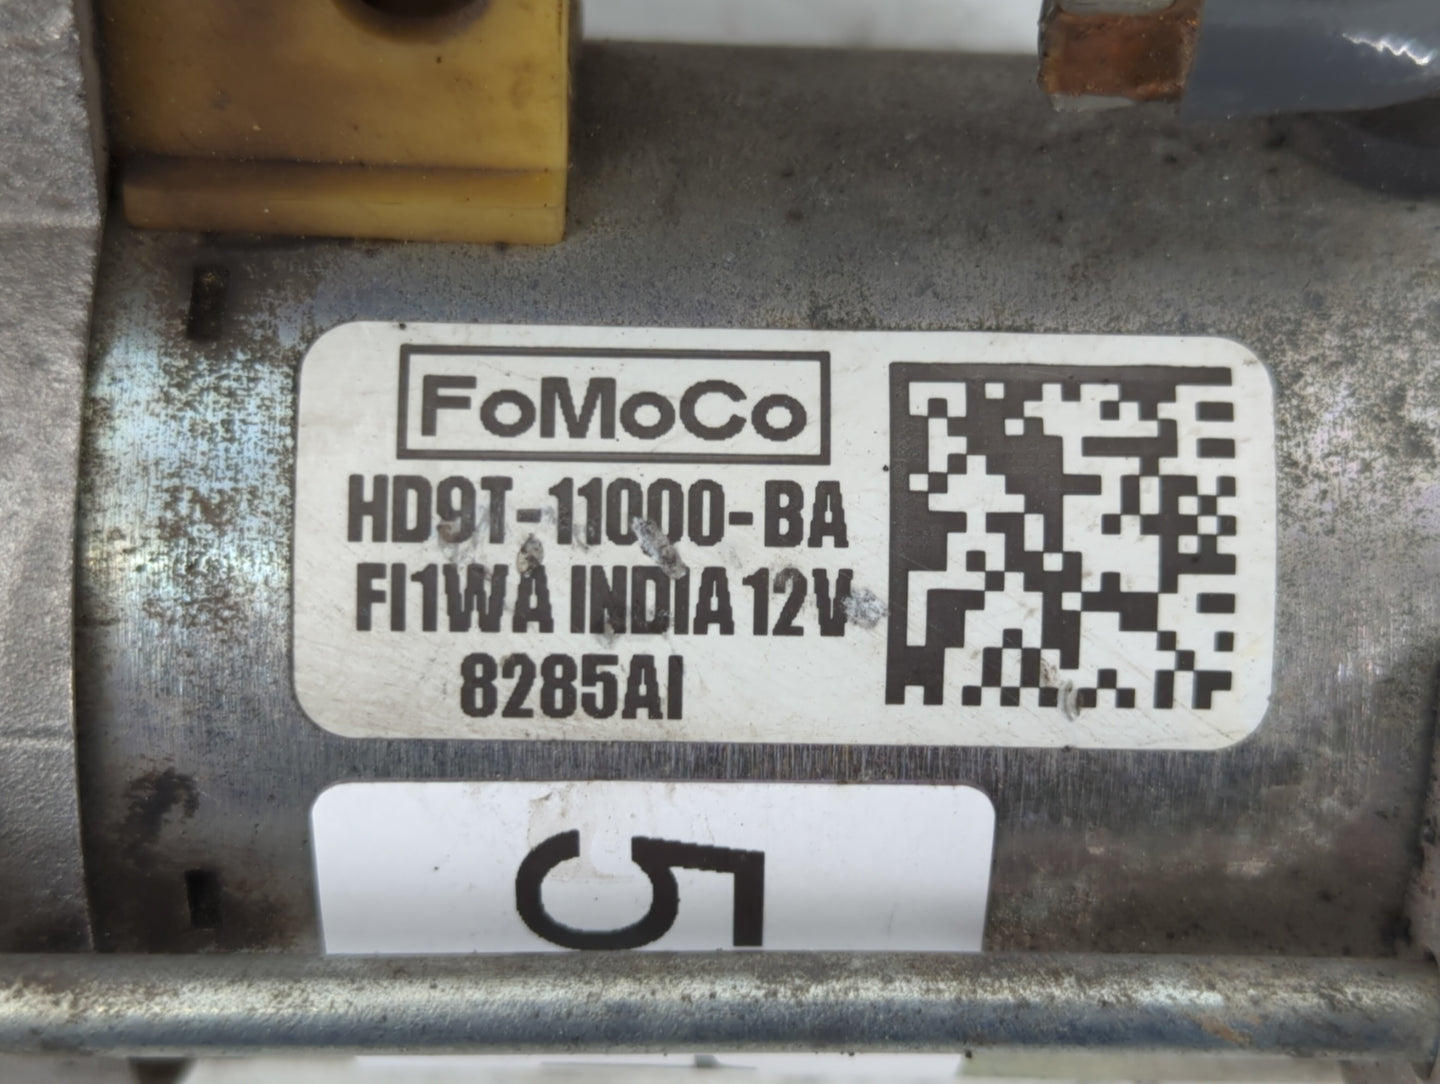 FoMoCo
HD9T-11000-BA
FI1WA INDIA 12V
8285AI
5